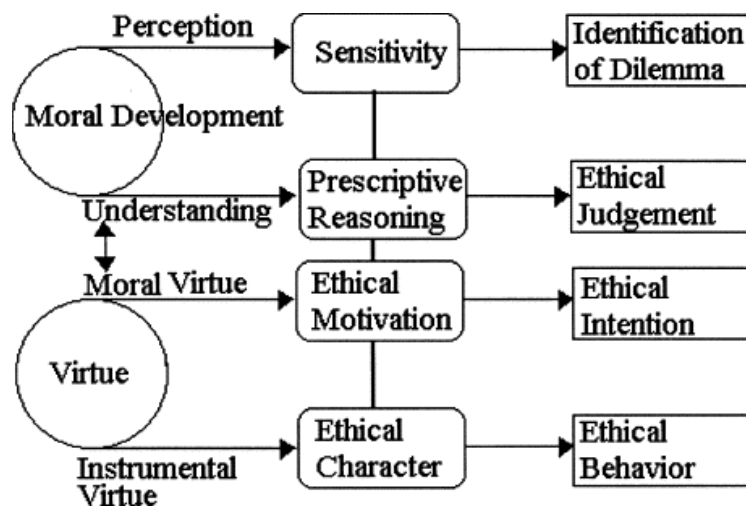 Perception
Sensitivity
Identification
of Dilemma
Moral Development
Understanding
Prescriptive
Reasoning
Ethical
Judgement
Moral Virtue
Ethical
Motivation
Ethical
Intention
Virtue
Instrumental
Virtue
Ethical
Character
Ethical
Behavior